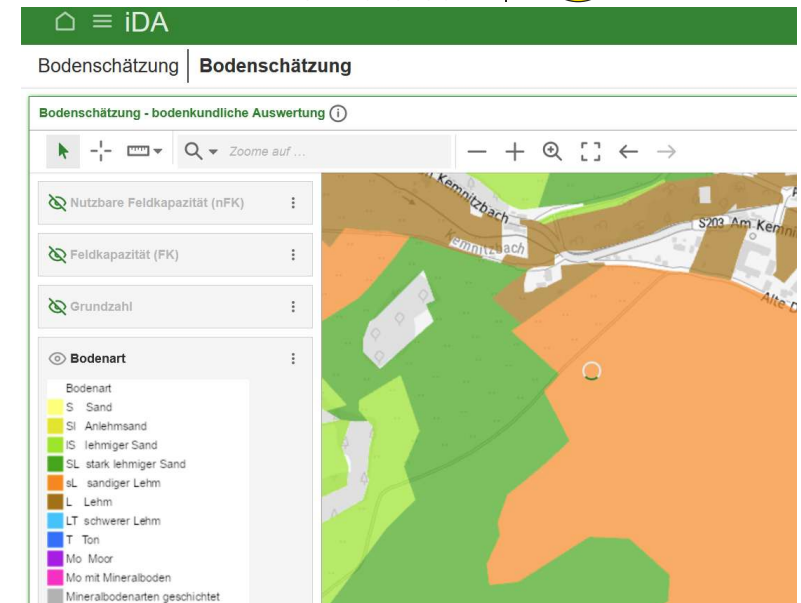 iDA
Bodenschätzung Bodenschätzung
Bodenschätzung - bodenkundliche Auswertung
Zoome auf ...
Nutzbare Feldkapazität (nFK)
Feldkapazität (FK)
Grundzahl
Bodenart
Bodenart
S Sand
Sl Anlehmsand
lS lehmiger Sand
SL stark lehmiger Sand
sL sandiger Lehm
L Lehm
LT schwerer Lehm
T Ton
Mo Moor
Mo mit Mineralboden
Mineralbodenarten geschichtet
Kemnitzbach
Kemnitzbach
S203 Am Kemni
Alte D